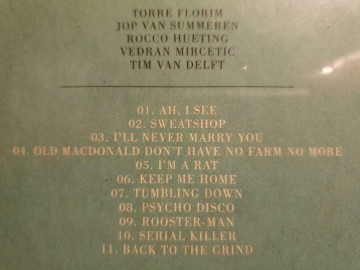 TORRE FLORIM
JOP VAN SUMMEREN
ROCCO HUETING
VEDRAN MIRCETIC
TIM VAN DELFT
01. AH, I SEE
02. SWEATSHOP
03. I'LL NEVER MARRY YOU
04. OLD MACDONALD DON'T HAVE NO FARM NO MORE
05. I'M A RAT
06. KEEP ME HOME
07. TUMBLING DOWN
08. PSYCHO DISCO
09. ROOSTER-MAN
10. SERIAL KILLER
11. BACK TO THE GRIND